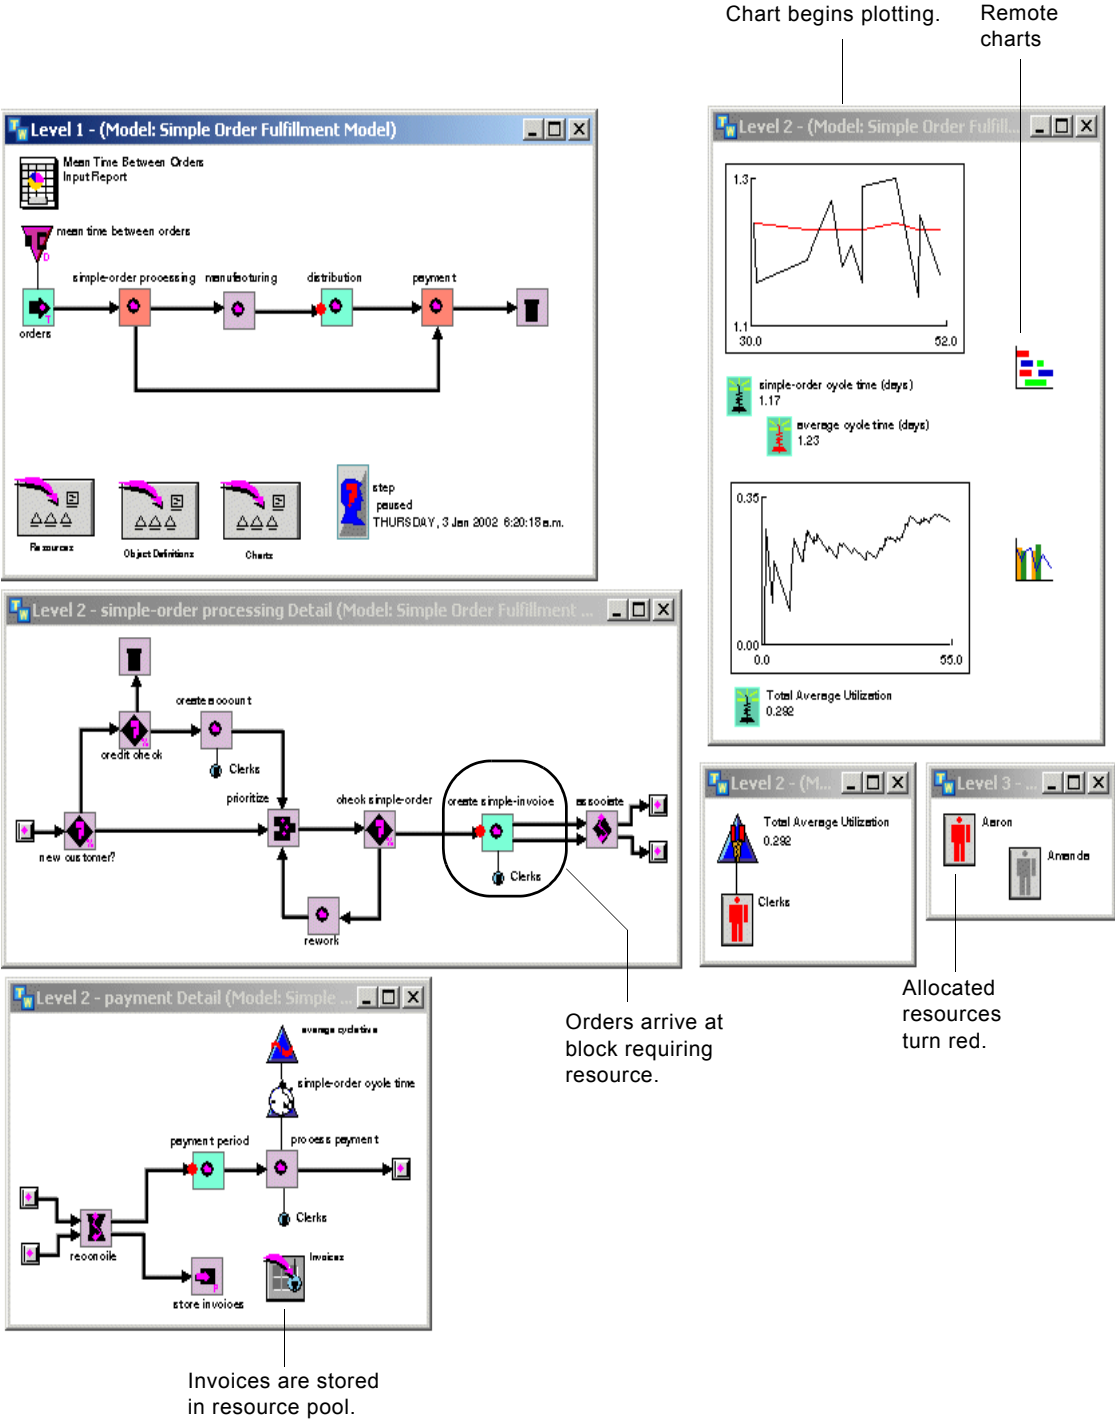 Chart begins plotting.
Remote
charts
Level 1 - (Model: Simple Order Fulfillment Model)
Mean Time Between Orders
Input Report
mean time between orders
D
simple-order processing
manufacturing
distribution
payment
T
orders
step
paused
THURSDAY, 3 Jan 2002 6:20:18 a.m.
Resources
Object Definitions
Charts
Level 2 - (Model: Simple Order Fulfill...
1.3
1.1
30.0
52.0
simple-order cycle time (days)
1.17
average cycle time (days)
1.23
0.35
0.00
0.0
55.0
Total Average Utilization
0.292
Level 2 - simple-order processing Detail (Model: Simple Order Fulfillment ...
create account
credit check
Clerks
prioritize
check simple-order
create simple-invoice
associate
new customer?
Clerks
rework
Level 2 - (M...
Total Average Utilization
0.292
Clerks
Level 3 - ...
Aaron
Amanda
Allocated
resources
turn red.
Orders arrive at
block requiring
resource.
Level 2 - payment Detail (Model: Simple ...
average cycletime
simple-order cycle time
payment period
process payment
Clerks
reconcile
Invoices
store invoices
Invoices are stored
in resource pool.